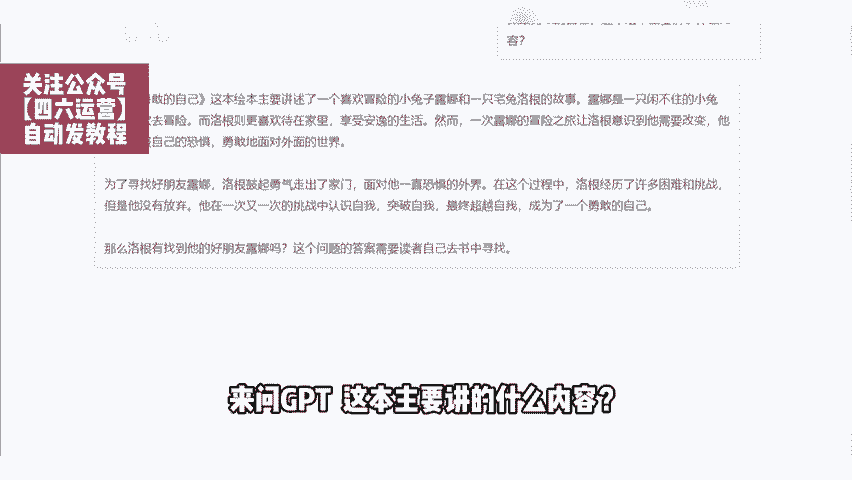 容?
勇敢的自己》这本绘本主要讲述了一个喜欢冒险的小兔子露娜和一只宅兔洛根的故事。露娜是一只闲不住的小兔
去冒险。而洛根则更喜欢待在家里,享受安逸的生活。然而,一次露娜的冒险之旅让洛根意识到他需要改变,他
自己的恐惧,勇敢地面对外面的世界。
为了寻找好朋友露娜,洛根鼓起勇气走出了家门,面对他一直恐惧的外界。在这个过程中,洛根经历了许多困难和挑战,
但是他没有放弃。他在一次又一次的挑战中认识自我,突破自我,最终超越自我,成为了一个勇敢的自己。
那么洛根有找到他的好朋友露娜吗?这个问题的答案需要读者自己去书中寻找。
关注公众号
【四六运营】
自动发教程
来问GPT 这本主要讲的什么内容?